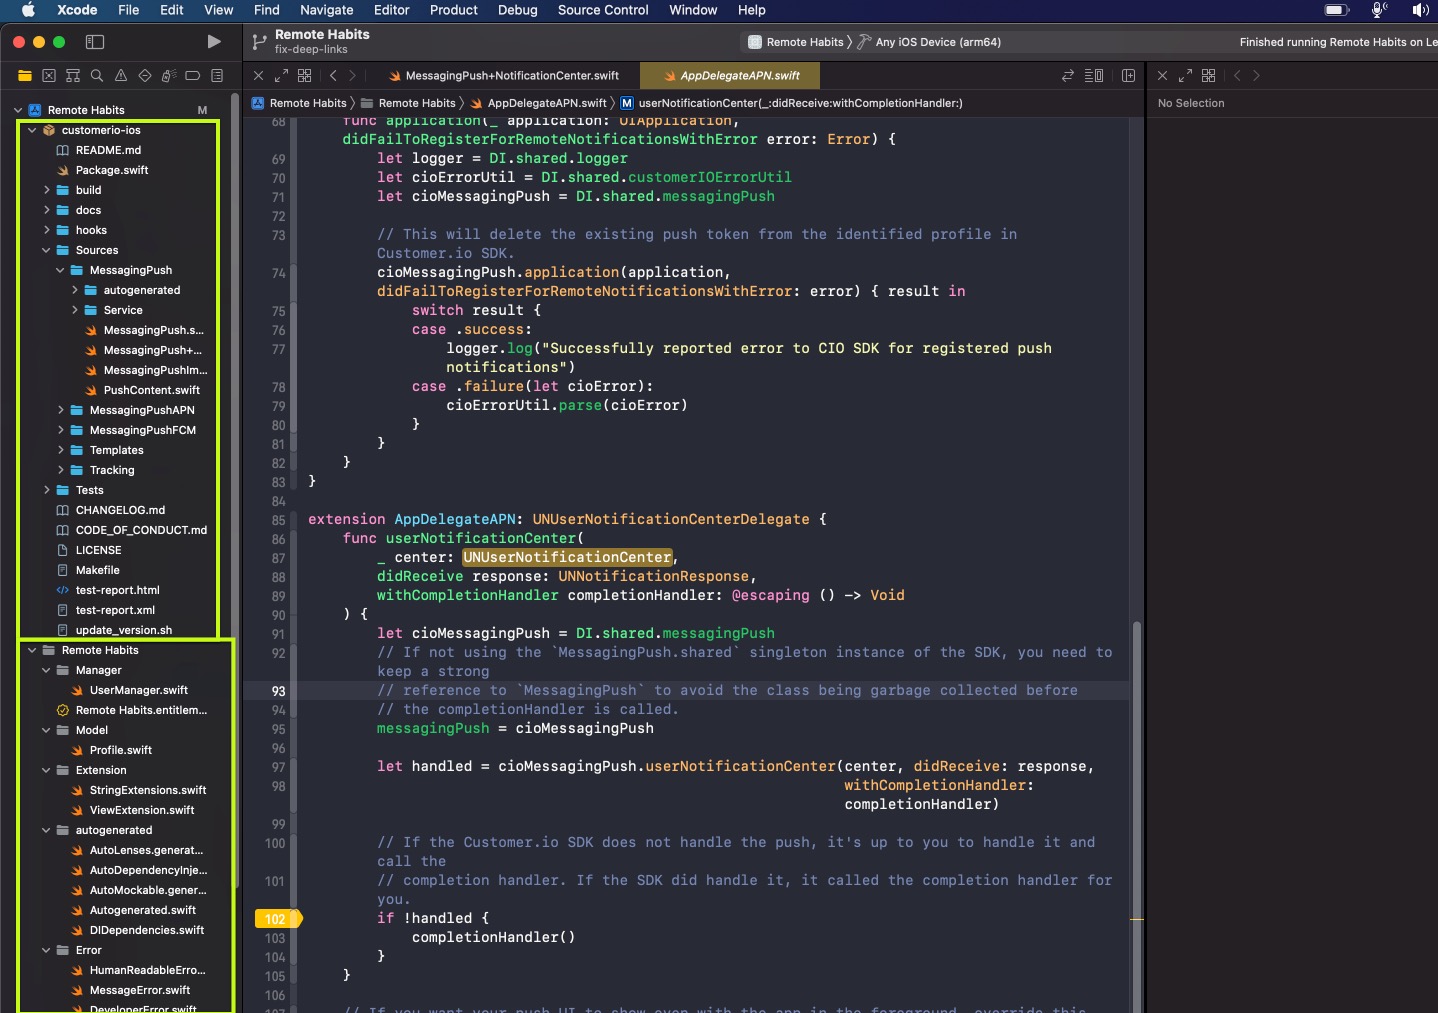 Xcode File Edit View Find Navigate Editor Product Debug Source Control Window Help
Remote Habits
fix-deep-links
Remote Habits
Any iOS Device (arm64)
Finished running Remote Habits on Le
MessagingPush+NotificationCenter.swift
AppDelegateAPN.swift
Remote Habits
Remote Habits
AppDelegateAPN.swift
M userNotificationCenter(_:didReceive:withCompletionHandler:)
No Selection
Remote Habits M
customerio-ios
README.md
Package.swift
build
docs
hooks
Sources
MessagingPush
autogenerated
Service
MessagingPush.s...
MessagingPush+...
MessagingPushIm...
PushContent.swift
MessagingPushAPN
MessagingPushFCM
Templates
Tracking
Tests
CHANGELOG.md
CODE_OF_CONDUCT.md
LICENSE
Makefile
test-report.html
test-report.xml
update_version.sh
Remote Habits
Manager
UserManager.swift
Remote Habits.entitlem...
Model
Profile.swift
Extension
StringExtensions.swift
ViewExtension.swift
autogenerated
AutoLenses.generat...
AutoDependencyInje...
AutoMockable.gener...
Autogenerated.swift
DIDependencies.swift
Error
HumanReadableErro...
MessageError.swift
DeveloperError.swift
68 func application(_ application: UIApplication,
didFailToRegisterForRemoteNotificationsWithError error: Error) {
69 let logger = DI.shared.logger
70 let cioErrorUtil = DI.shared.customerIOErrorUtil
71 let cioMessagingPush = DI.shared.messagingPush
72
73 // This will delete the existing push token from the identified profile in
Customer.io SDK.
74 cioMessagingPush.application(application,
didFailToRegisterForRemoteNotificationsWithError: error) { result in
75 switch result {
76 case .success:
77 logger.log("Successfully reported error to CIO SDK for registered push
notifications")
78 case .failure(let cioError):
79 cioErrorUtil.parse(cioError)
80 }
81 }
82 }
83 }
84
85 extension AppDelegateAPN: UNUserNotificationCenterDelegate {
86 func userNotificationCenter(
87 _ center: UNUserNotificationCenter,
88 didReceive response: UNNotificationResponse,
89 withCompletionHandler completionHandler: @escaping () -> Void
90 ) {
91 let cioMessagingPush = DI.shared.messagingPush
92 // If not using the `MessagingPush.shared` singleton instance of the SDK, you need to
keep a strong
93 // reference to `MessagingPush` to avoid the class being garbage collected before
94 // the completionHandler is called.
95 messagingPush = cioMessagingPush
96
97 let handled = cioMessagingPush.userNotificationCenter(center, didReceive: response,
98 withCompletionHandler:
completionHandler)
99
100 // If the Customer.io SDK does not handle the push, it's up to you to handle it and
call the
101 // completion handler. If the SDK did handle it, it called the completion handler for
you.
102 if !handled {
103 completionHandler()
104 }
105 }
106
107 // If you want your push UI to show even with the app in the foreground, override this